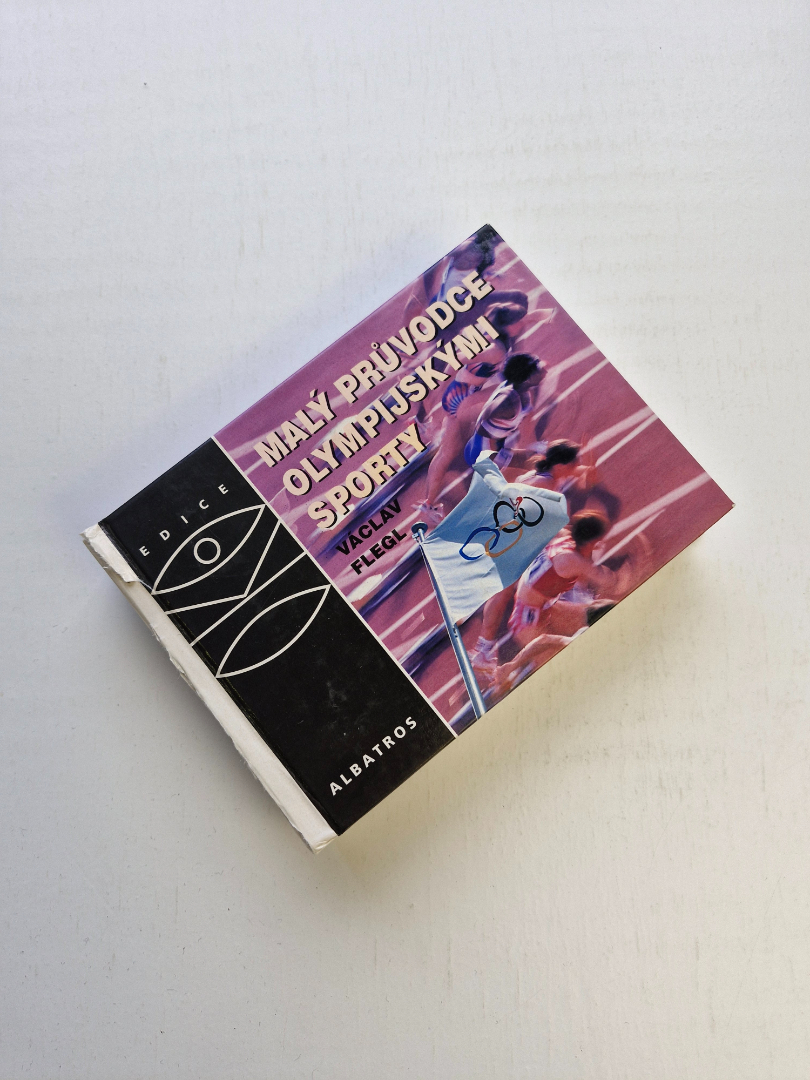 MALÝ PRŮVODCE
OLYMPIJSKÝMI
SPORTY
VÁCLAV
FLEGL
EDICE
ALBATROS